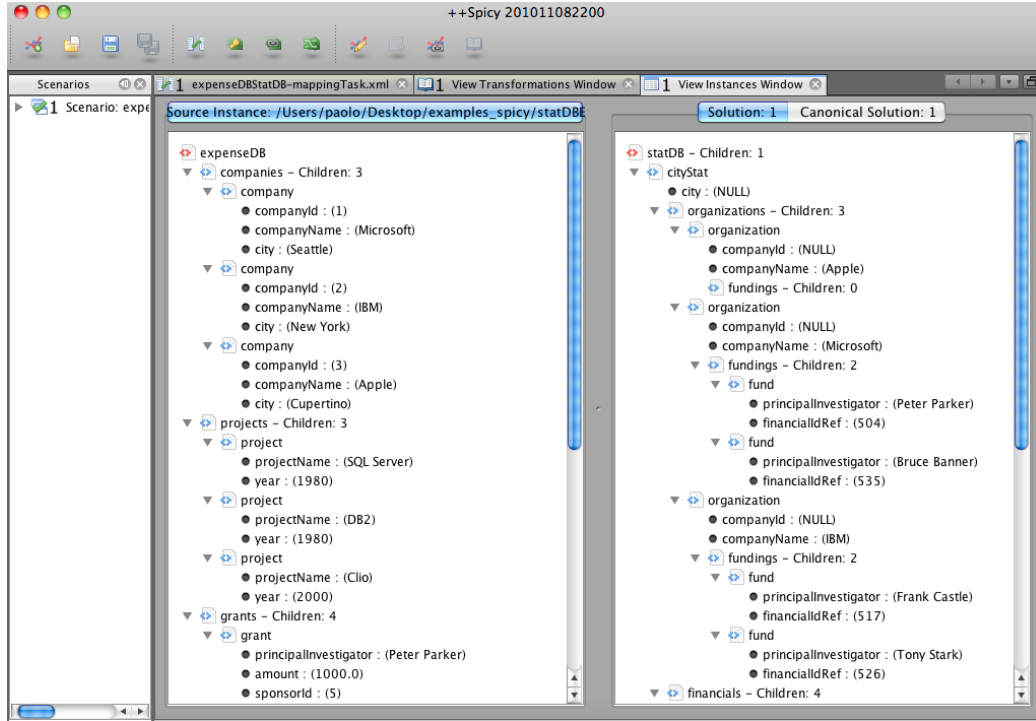 ++Spicy 201011082200
Scenarios
1 expenseDBStatDB-mappingTask.xml
1 View Transformations Window
1 View Instances Window
1 Scenario: expe
Source Instance: /Users/paolo/Desktop/examples_spicy/statDBE
expenseDB
companies - Children: 3
company
companyId : (1)
companyName : (Microsoft)
city : (Seattle)
company
companyId : (2)
companyName : (IBM)
city : (New York)
company
companyId : (3)
companyName : (Apple)
city : (Cupertino)
projects - Children: 3
project
projectName : (SQL Server)
year : (1980)
project
projectName : (DB2)
year : (1980)
project
projectName : (Clio)
year : (2000)
grants - Children: 4
grant
principalInvestigator : (Peter Parker)
amount : (1000.0)
sponsorId : (5)
Solution: 1
Canonical Solution: 1
statDB - Children: 1
cityStat
city : (NULL)
organizations - Children: 3
organization
companyId : (NULL)
companyName : (Apple)
fundings - Children: 0
organization
companyId : (NULL)
companyName : (Microsoft)
fundings - Children: 2
fund
principalInvestigator : (Peter Parker)
financialIdRef : (504)
fund
principalInvestigator : (Bruce Banner)
financialIdRef : (535)
organization
companyId : (NULL)
companyName : (IBM)
fundings - Children: 2
fund
principalInvestigator : (Frank Castle)
financialIdRef : (517)
fund
principalInvestigator : (Tony Stark)
financialIdRef : (526)
financials - Children: 4